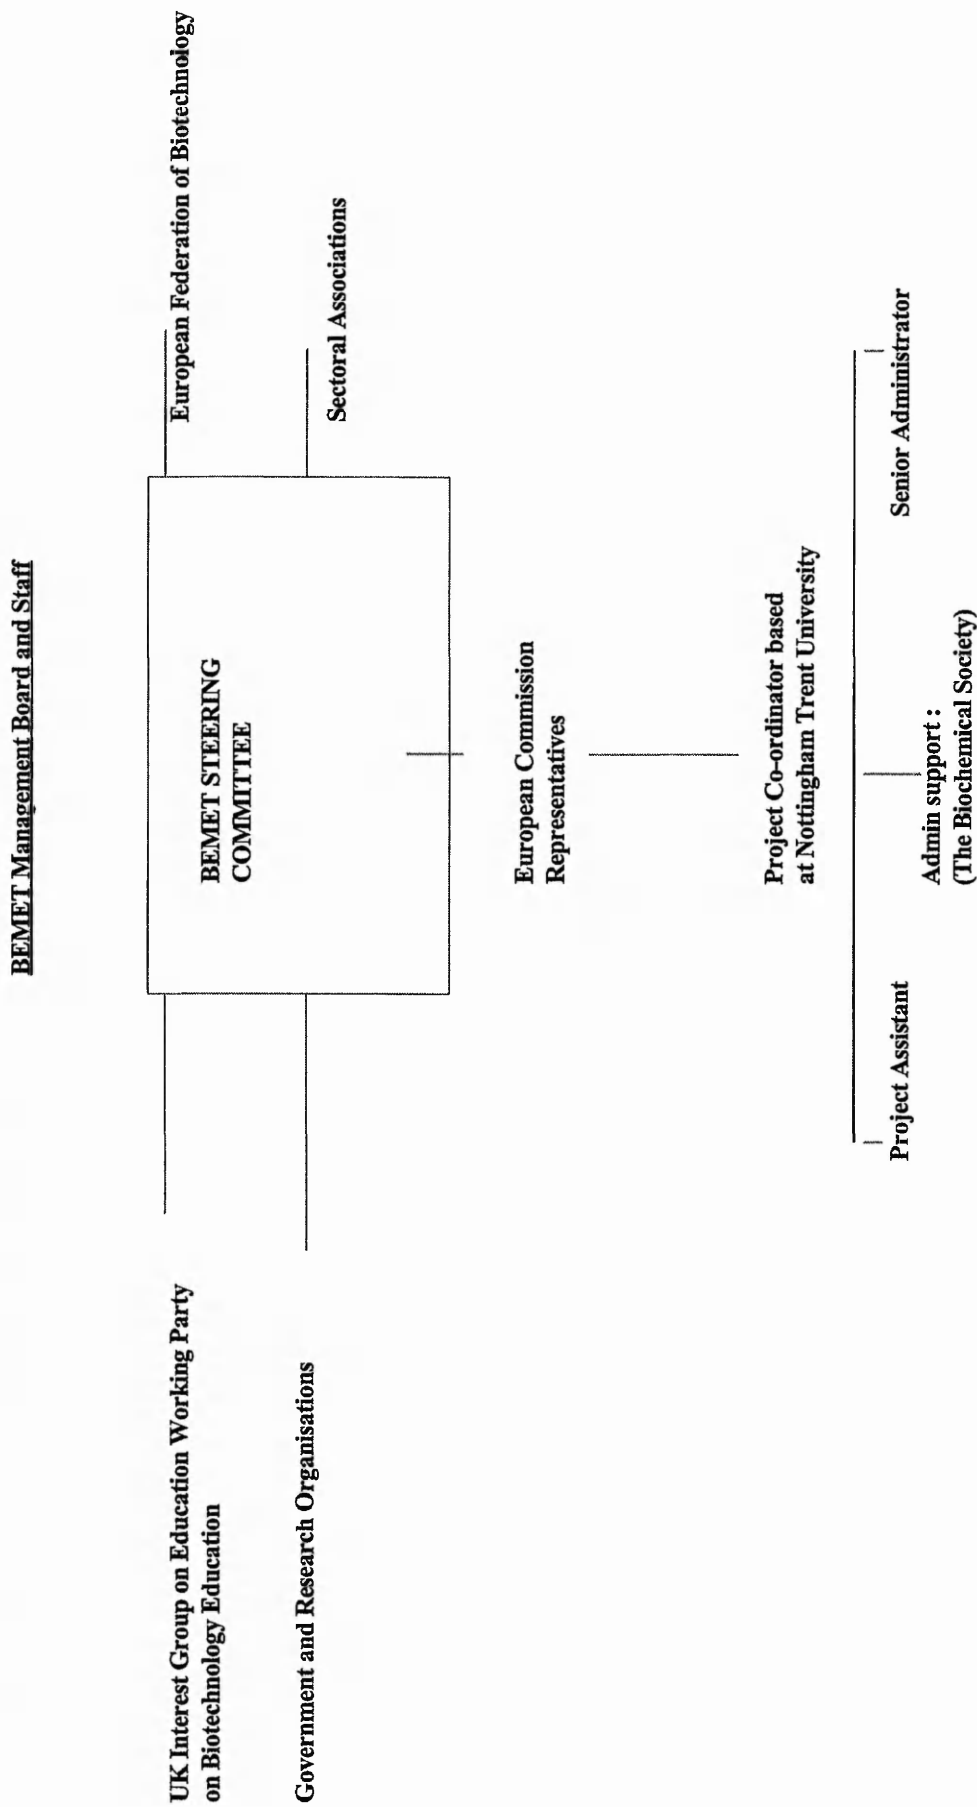 BEMET Management Board and Staff
UK Interest Group on Education Working Party
on Biotechnology Education
European Federation of Biotechnology
BEMET STEERING
COMMITTEE
Government and Research Organisations
Sectoral Associations
European Commission
Representatives
Project Co-ordinator based
at Nottingham Trent University
Project Assistant
Senior Administrator
Admin support :
(The Biochemical Society)